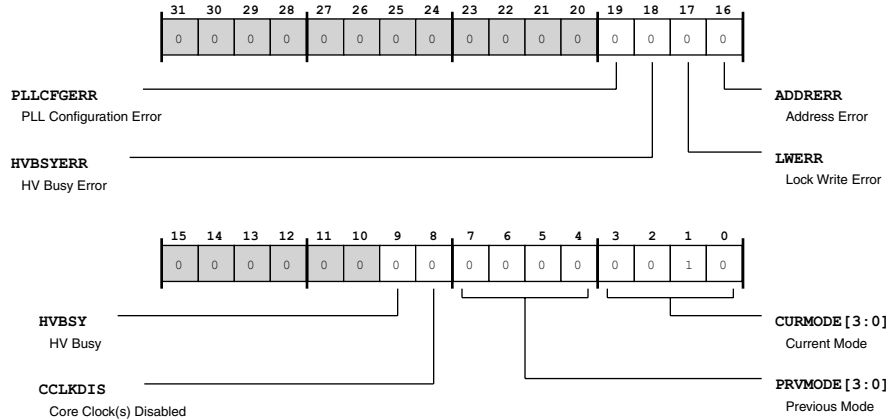 31 30 29 28 27 26 25 24 23 22 21 20 19 18 17 16
0 0 0 0 0 0 0 0 0 0 0 0 0 0 0 0
PLLCFGERR
PLL Configuration Error
ADDRERR
Address Error
HVBSYERR
HV Busy Error
LWERR
Lock Write Error
15 14 13 12 11 10 9 8 7 6 5 4 3 2 1 0
0 0 0 0 0 0 0 0 0 0 0 0 0 0 1 0
HVBSY
HV Busy
CURMODE[3:0]
Current Mode
CCLKDIS
Core Clock(s) Disabled
PRVMODE[3:0]
Previous Mode